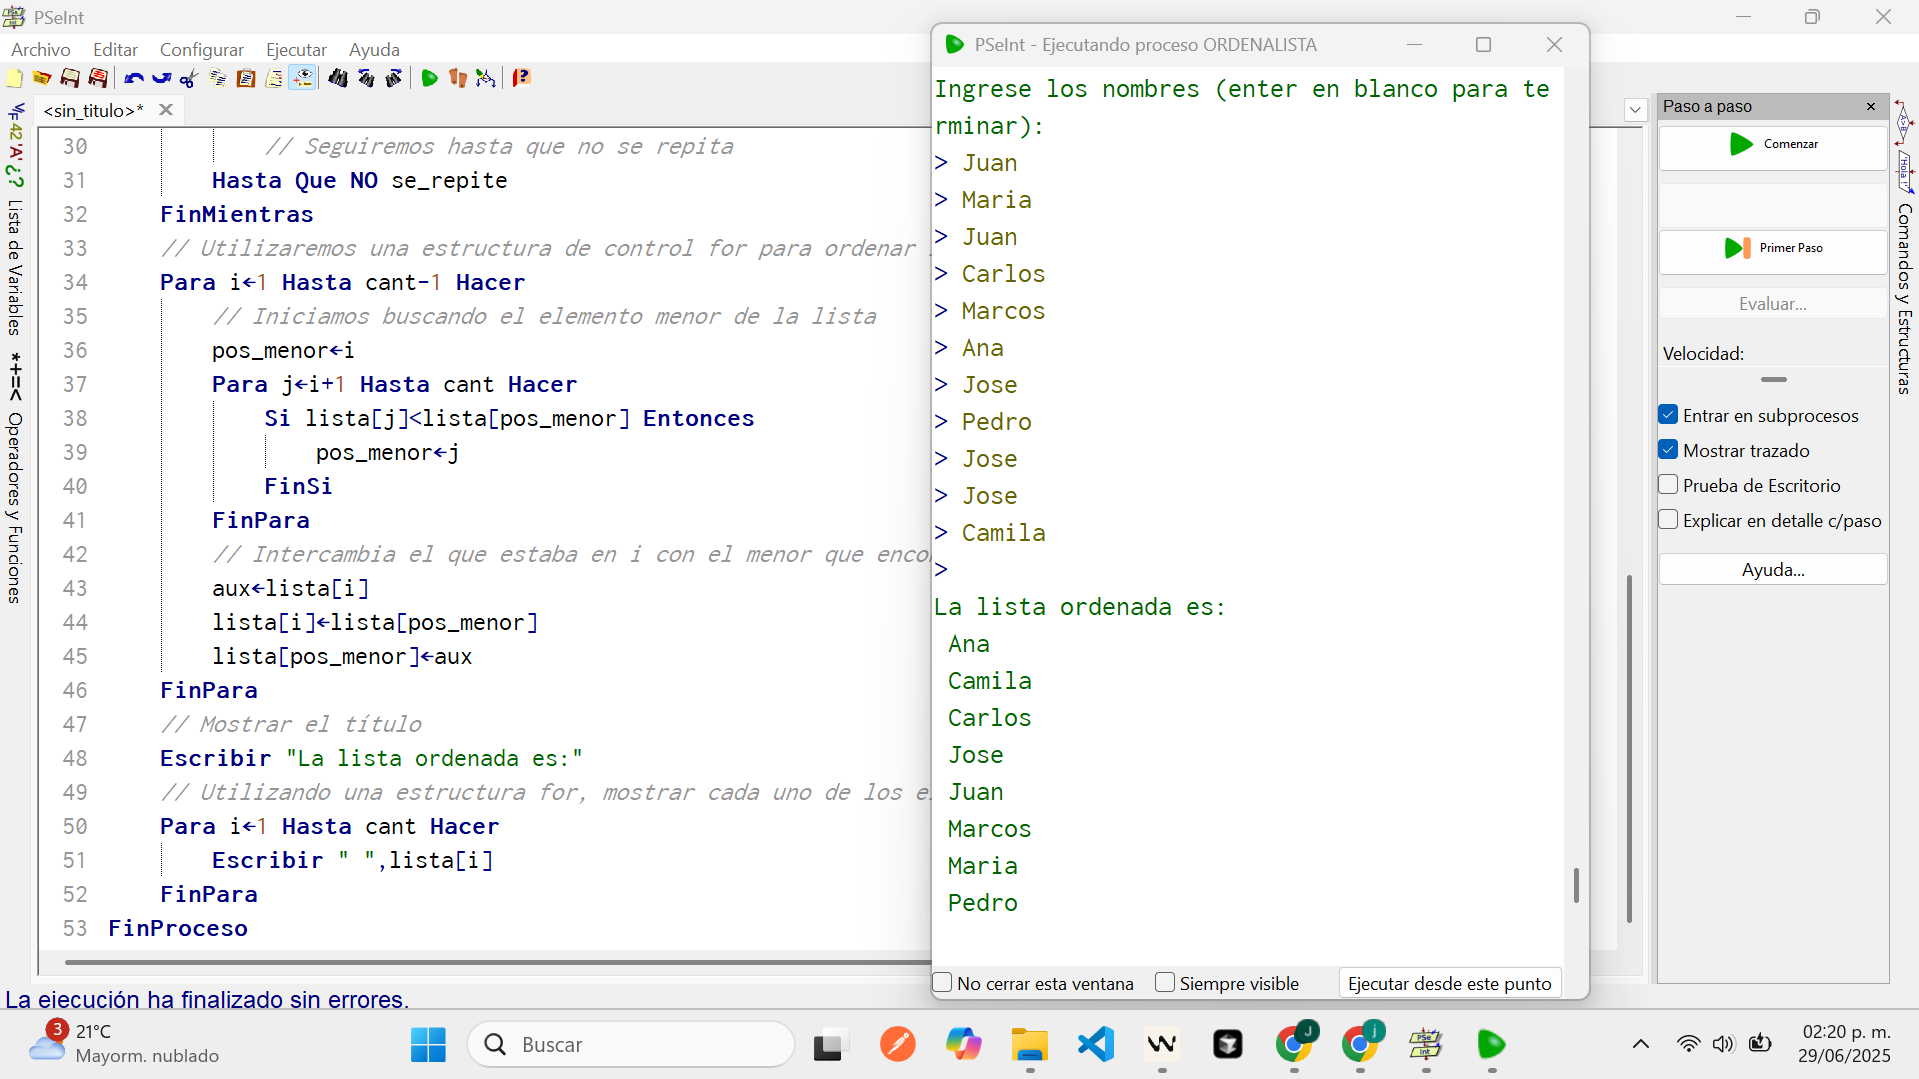 PSeInt
Archivo Editar Configurar Ejecutar Ayuda
<sin_titulo>*
30 // Seguiremos hasta que no se repita
31 Hasta Que NO se_repite
32 FinMientras
33 // Utilizaremos una estructura de control for para ordenar
34 Para i←1 Hasta cant-1 Hacer
35 // Iniciamos buscando el elemento menor de la lista
36 pos_menor←i
37 Para j←i+1 Hasta cant Hacer
38 Si lista[j]<lista[pos_menor] Entonces
39 pos_menor←j
40 FinSi
41 FinPara
42 // Intercambia el que estaba en i con el menor que enco
43 aux←lista[i]
44 lista[i]←lista[pos_menor]
45 lista[pos_menor]←aux
46 FinPara
47 // Mostrar el título
48 Escribir "La lista ordenada es:"
49 // Utilizando una estructura for, mostrar cada uno de los e
50 Para i←1 Hasta cant Hacer
51 Escribir " ",lista[i]
52 FinPara
53 FinProceso
La ejecución ha finalizado sin errores.
42 'A' ¿?
Lista de Variables
*+=<
Operadores y Funciones
PSeInt - Ejecutando proceso ORDENALISTA
Ingrese los nombres (enter en blanco para te
rminar):
> Juan
> Maria
> Juan
> Carlos
> Marcos
> Ana
> Jose
> Pedro
> Jose
> Jose
> Camila
>
La lista ordenada es:
Ana
Camila
Carlos
Jose
Juan
Marcos
Maria
Pedro
No cerrar esta ventana
Siempre visible
Ejecutar desde este punto
Paso a paso
Comenzar
Primer Paso
Evaluar...
Velocidad:
Entrar en subprocesos
Mostrar trazado
Prueba de Escritorio
Explicar en detalle c/paso
Ayuda...
A>B
'Hola !'
Comandos y Estructuras
3
21°C
Mayorm. nublado
Buscar
J
j
PSe
int
02:20 p. m.
29/06/2025